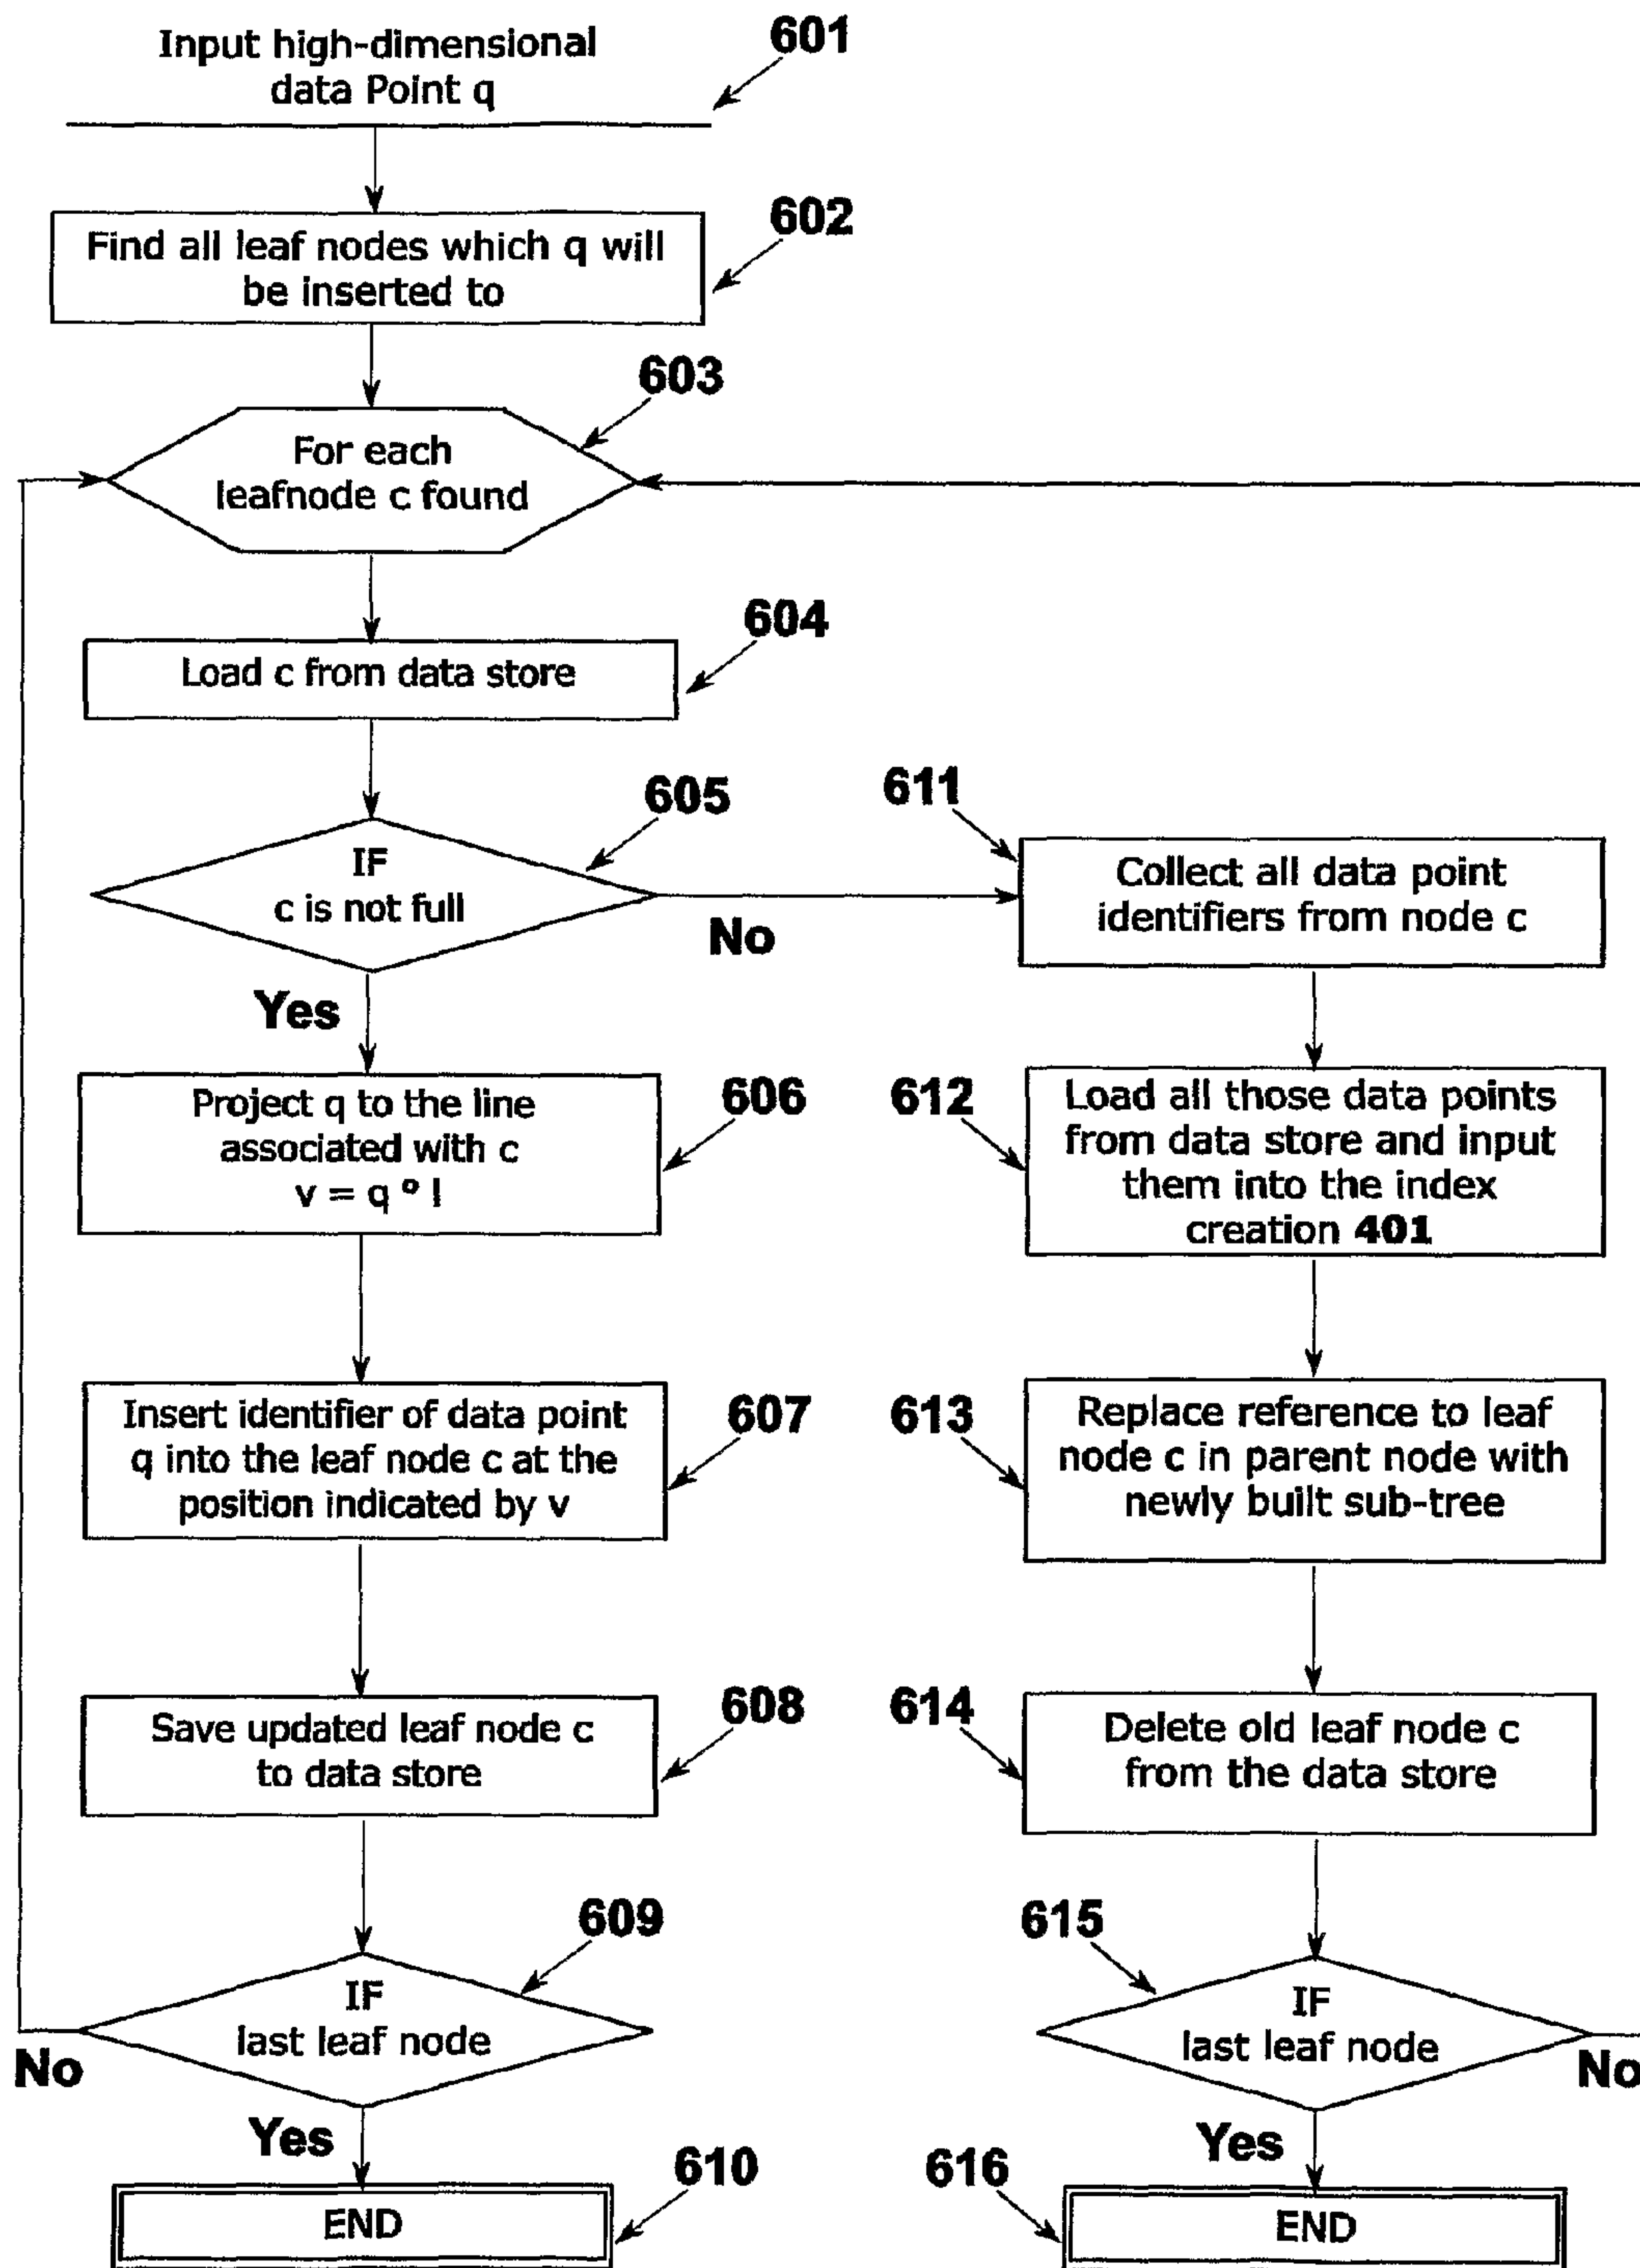 Input high-dimensional
data Point q
601
Find all leaf nodes which q will
be inserted to
602
For each
leafnode c found
603
Load c from data store
604
IF
c is not full
605
No
Yes
Project q to the line
associated with c
v = q ° l
606
Insert identifier of data point
q into the leaf node c at the
position indicated by v
607
Save updated leaf node c
to data store
608
IF
last leaf node
609
No
Yes
END
610
611
Collect all data point
identifiers from node c
612
Load all those data points
from data store and input
them into the index
creation 401
613
Replace reference to leaf
node c in parent node with
newly built sub-tree
614
Delete old leaf node c
from the data store
615
IF
last leaf node
No
Yes
616
END